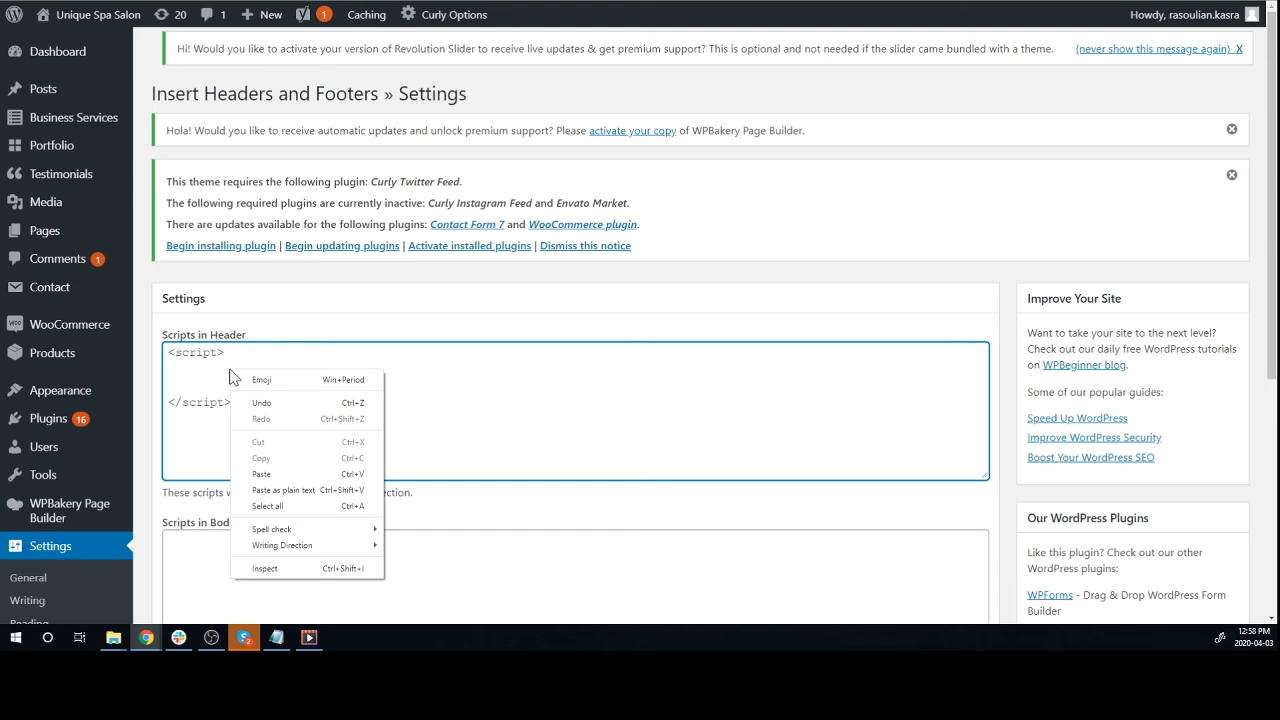 Unique Spa Salon 20 1 New 1 Caching Curly Options Howdy, rasoulian.kasra
Dashboard
Posts
Business Services
Portfolio
Testimonials
Media
Pages
Comments 1
Contact
WooCommerce
Products
Appearance
Plugins 16
Users
Tools
WPBakery Page
Builder
Settings
General
Writing
Reading
Hi! Would you like to activate your version of Revolution Slider to receive live updates & get premium support? This is optional and not needed if the slider came bundled with a theme. (never show this message again) X
Insert Headers and Footers » Settings
Hola! Would you like to receive automatic updates and unlock premium support? Please activate your copy of WPBakery Page Builder.
This theme requires the following plugin: Curly Twitter Feed.
The following required plugins are currently inactive: Curly Instagram Feed and Envato Market.
There are updates available for the following plugins: Contact Form 7 and WooCommerce plugin.
Begin installing plugin | Begin updating plugins | Activate installed plugins | Dismiss this notice
Settings
Scripts in Header
<script>
</script>
These scripts
Scripts in Bod
Emoji Win+Period
Undo Ctrl+Z
Redo Ctrl+Shift+Z
Cut Ctrl+X
Copy Ctrl+C
Paste Ctrl+V
Paste as plain text Ctrl+Shift+V
Select all Ctrl+A
Spell check
Writing Direction
Inspect Ctrl+Shift+I
Improve Your Site
Want to take your site to the next level?
Check out our daily free WordPress tutorials
on WPBeginner blog.
Some of our popular guides:
Speed Up WordPress
Improve WordPress Security
Boost Your WordPress SEO
Our WordPress Plugins
Like this plugin? Check out our other
WordPress plugins:
WPForms - Drag & Drop WordPress Form
Builder
12:58 PM
2020-04-03